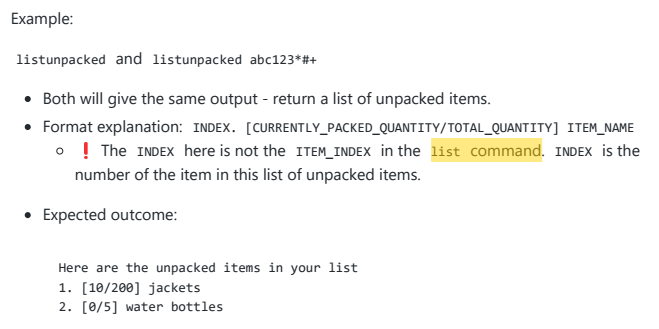 Example:
listunpacked and listunpacked abc123*#+
• Both will give the same output - return a list of unpacked items.
• Format explanation: INDEX. [CURRENTLY_PACKED_QUANTITY/TOTAL_QUANTITY] ITEM_NAME
○ ❗ The INDEX here is not the ITEM_INDEX in the list command. INDEX is the
number of the item in this list of unpacked items.
• Expected outcome:
Here are the unpacked items in your list
1. [10/200] jackets
2. [0/5] water bottles